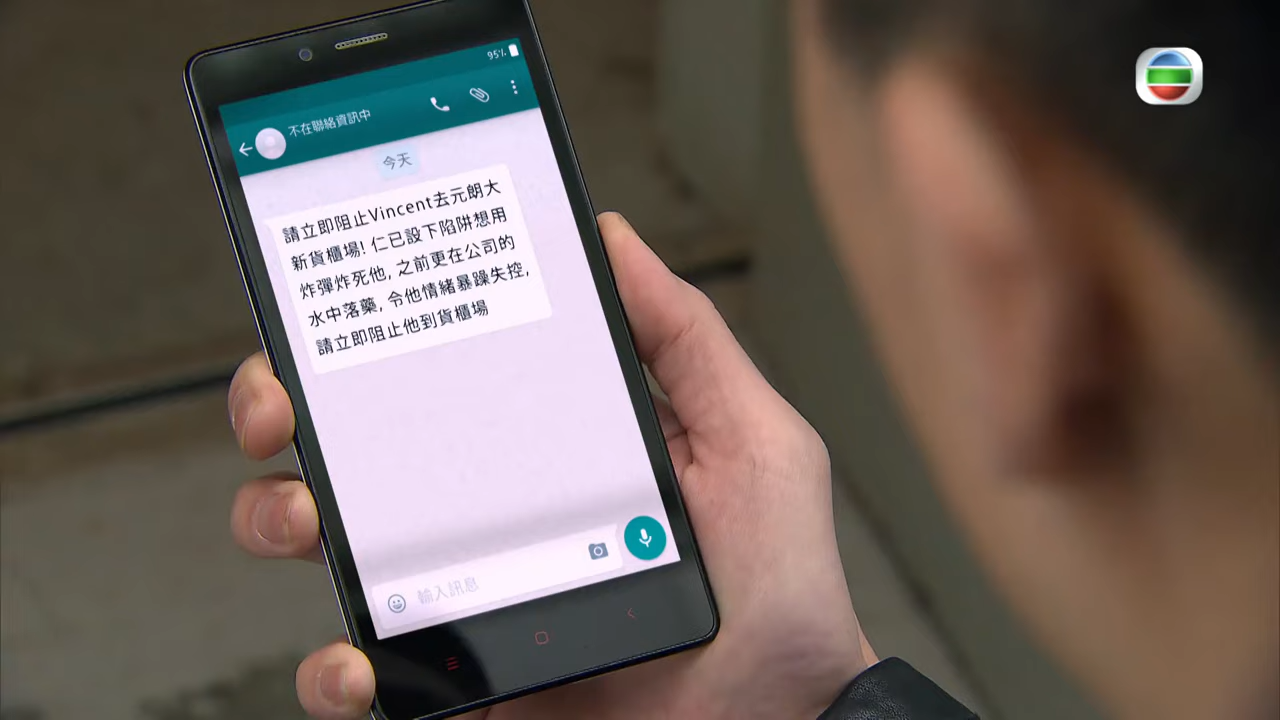 95%
不在聯絡資訊中
今天
請立即阻止Vincent去元朗大
新貨櫃場! 仁已設下陷阱想用
炸彈炸死他, 之前更在公司的
水中落藥, 令他情緒暴躁失控,
請立即阻止他到貨櫃場
輸入訊息